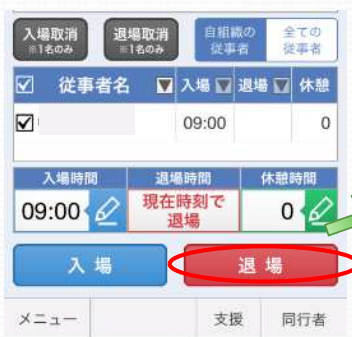 入場取消
※1名のみ
退場取消
※1名のみ
自組織の
従事者
全ての
従事者
従事者名 入場 退場 休憩
09:00 0
入場時間 退場時間 休憩時間
09:00 現在時刻で
退場 0
入 場 退 場
メニュー 支援 同行者